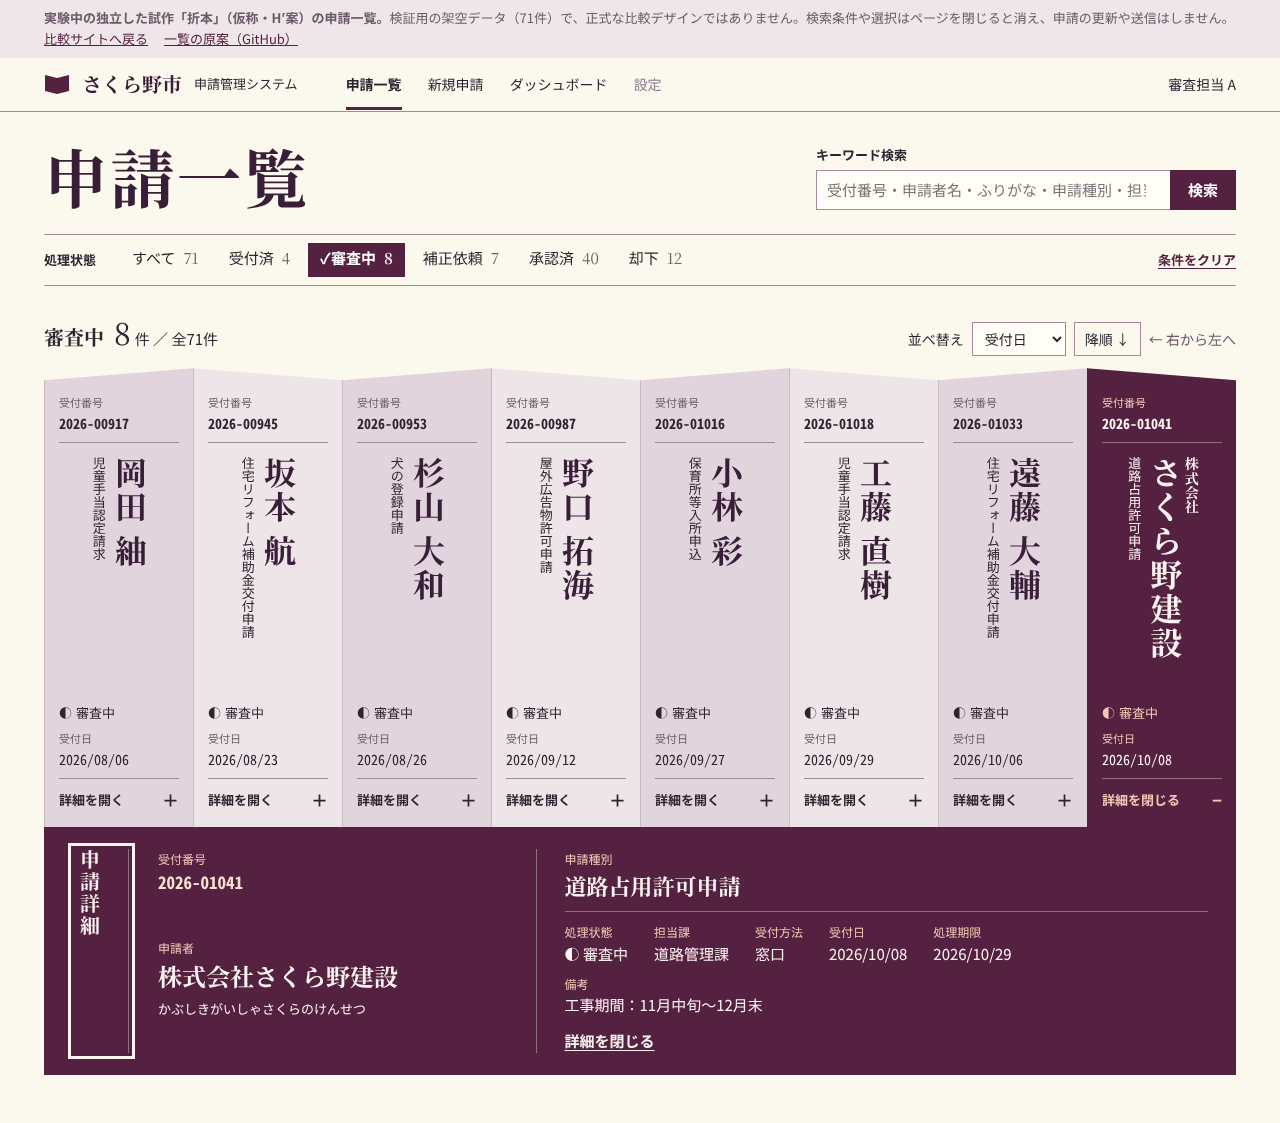 実験中の独立した試作「折本」（仮称・H′案）の申請一覧。検証用の架空データ（71件）で、正式な比較デザインではありません。検索条件や選択はページを閉じると消え、申請の更新や送信はしません。
比較サイトへ戻る 一覧の原案（GitHub）
さくら野市 申請管理システム 申請一覧 新規申請 ダッシュボード 設定 審査担当 A
申請一覧
キーワード検索
受付番号・申請者名・ふりがな・申請種別・担 検索
処理状態 すべて 71 受付済 4 ✓審査中 8 補正依頼 7 承認済 40 却下 12 条件をクリア
審査中 8 件 ／ 全71件 並べ替え 受付日 降順 ↓ ← 右から左へ
受付番号
2026-01041
株式会社
さくら野建設
道路占用許可申請
◐ 審査中
受付日
2026/10/08
詳細を閉じる −
受付番号
2026-01033
遠藤 大輔
住宅リフォーム補助金交付申請
◐ 審査中
受付日
2026/10/06
詳細を開く ＋
受付番号
2026-01018
工藤 直樹
児童手当認定請求
◐ 審査中
受付日
2026/09/29
詳細を開く ＋
受付番号
2026-01016
小林 彩
保育所等入所申込
◐ 審査中
受付日
2026/09/27
詳細を開く ＋
受付番号
2026-00987
野口 拓海
屋外広告物許可申請
◐ 審査中
受付日
2026/09/12
詳細を開く ＋
受付番号
2026-00953
杉山 大和
犬の登録申請
◐ 審査中
受付日
2026/08/26
詳細を開く ＋
受付番号
2026-00945
坂本 航
住宅リフォーム補助金交付申請
◐ 審査中
受付日
2026/08/23
詳細を開く ＋
受付番号
2026-00917
岡田 紬
児童手当認定請求
◐ 審査中
受付日
2026/08/06
詳細を開く ＋
申請詳細
受付番号
2026-01041
申請者
株式会社さくら野建設
かぶしきがいしゃさくらのけんせつ
申請種別
道路占用許可申請
処理状態 担当課 受付方法 受付日 処理期限
◐ 審査中 道路管理課 窓口 2026/10/08 2026/10/29
備考
工事期間：11月中旬〜12月末
詳細を閉じる